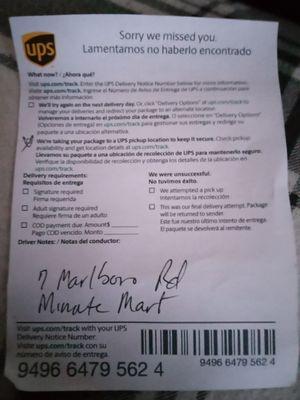 ups
Sorry we missed you.
Lamentamos no haberlo encontrado
What now? / ¿Ahora qué?
Visit ups.com/track. Enter the UPS Delivery Notice Number below for more information.
Visite ups.com/track. Ingrese el Número de Aviso de Entrega de UPS a continuación para
obtener más información.
We'll try again on the next delivery day. Or, click "Delivery Options" at ups.com/track to
manage your deliveries and redirect your package to an alternate location.
Volveremos a internarlo el próximo día de entrega. O seleccione en "Delivery Options"
(Opciones de entrega) en ups.com/track para gestionar sus entregas y redirigir su
paquete a una ubicación alternativa.
We're taking your package to a UPS pickup location to keep it secure. Check pickup
availability and get location details at ups.com/track.
Llevamos su paquete a una ubicación de recolección de UPS para mantenerlo seguro.
Verifique la disponibilidad de recolección y obtenga los detalles de la ubicación en
ups.com/track.
Delivery requirements:
Requisitos de entrega
Signature required
Firma requerida
Adult signature required
Requiere firma de un adulto
COD payment due Amount$
Pago COD vencido. Monto
We were unsuccessful.
No tuvimos éxito.
We attempted a pick up
Intentamos la recolección
This was our final delivery attempt. Package
will be returned to sender.
Este fue nuestro último intento de entrega.
El paquete se devolverá al remitente.
Driver Notes: / Notas del conductor:
7 Marlboro Rd
Minute Mart
Visit ups.com/track with your UPS
Delivery Notice Number.
Visite ups.com/track con su
número de aviso de entrega.
9496 6479 562 4
9496 6479 562 4